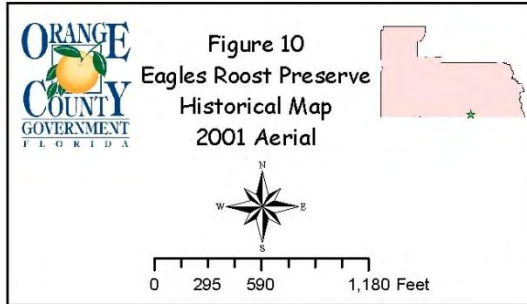 ORANGE
COUNTY
GOVERNMENT
FLORIDA
Figure 10
Eagles Roost Preserve
Historical Map
2001 Aerial
N
W E
S
0 295 590 1,180 Feet